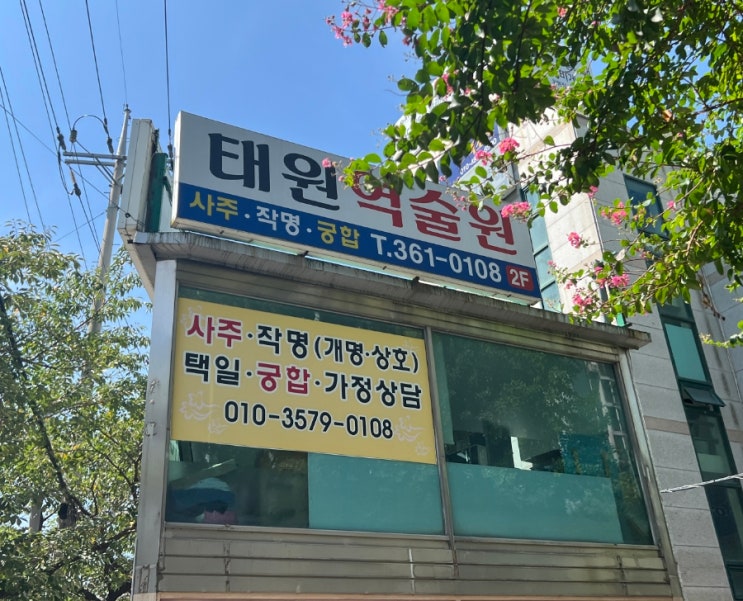 태원역술원
사주·작명·궁합 T.361-0108 2F
사주·작명(개명·상호)
택일·궁합·가정상담
010-3579-0108